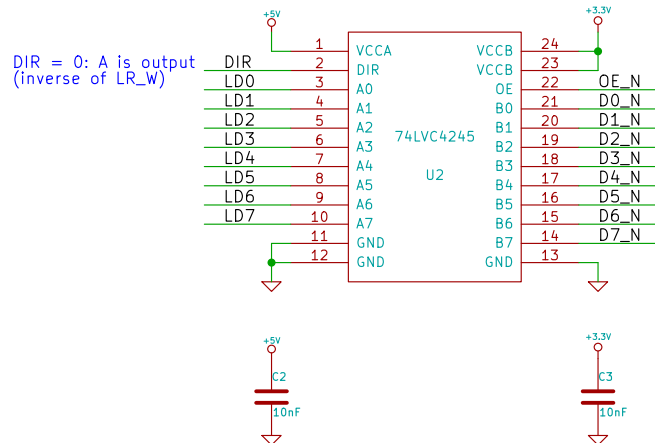 +5V
+3.3V
DIR = 0: A is output
(inverse of LR_W)
1 VCCA VCCB 24
DIR 2 DIR VCCB 23
LD0 3 A0 OE 22 OE_N
LD1 4 A1 B0 21 D0_N
LD2 5 A2 B1 20 D1_N
LD3 6 A3 B2 19 D2_N
LD4 7 A4 B3 18 D3_N
LD5 8 A5 B4 17 D4_N
LD6 9 A6 B5 16 D5_N
LD7 10 A7 B6 15 D6_N
11 GND B7 14 D7_N
12 GND GND 13
74LVC4245
U2
+5V
C2
10nF
+3.3V
C3
10nF